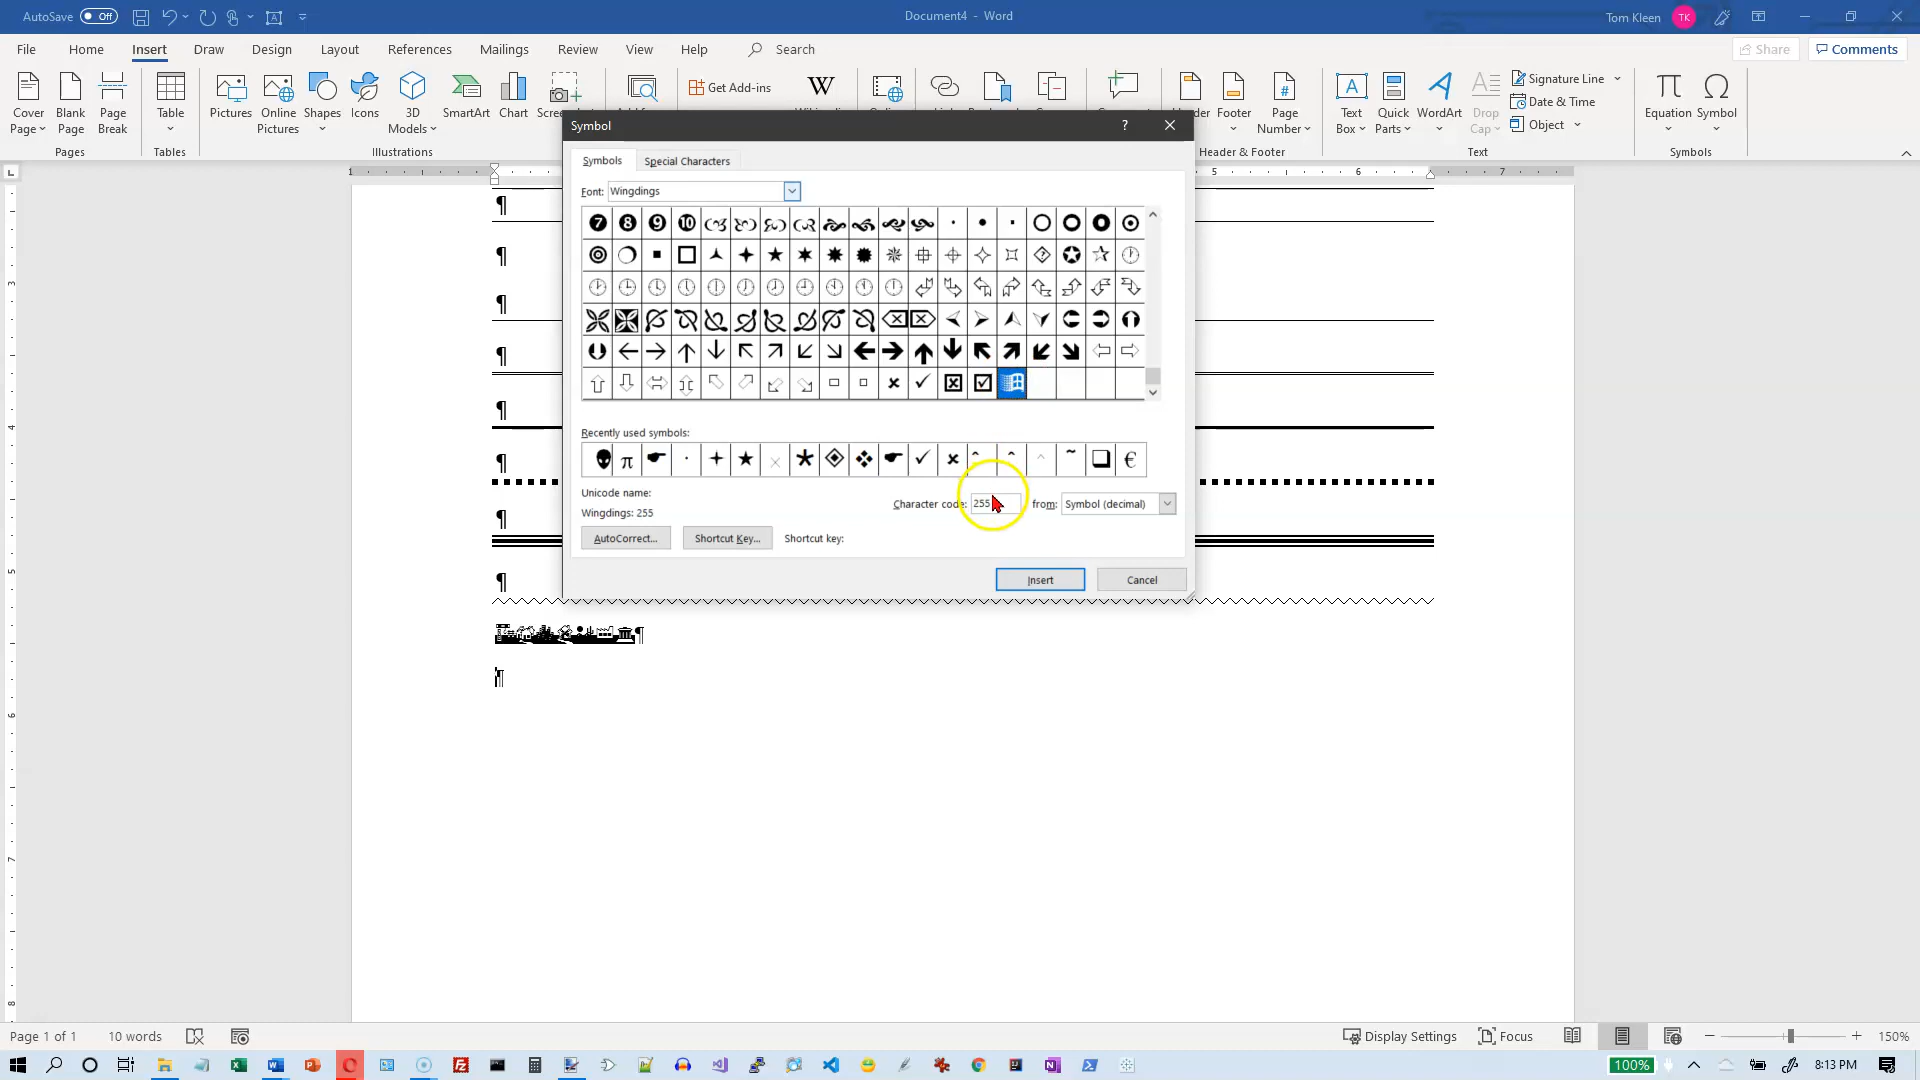 AutoSave Off
Document4 - Word
Tom Kleen TK
File Home Insert Draw Design Layout References Mailings Review View Help Search
Share Comments
Cover Page
Blank Page
Page Break
Table
Pictures
Online Pictures
Shapes
Icons
3D Models
SmartArt
Chart
Get Add-ins
Footer
Page Number
Text Box
Quick Parts
WordArt
Drop Cap
Signature Line
Date & Time
Object
Equation
Symbol
Pages
Tables
Illustrations
Header & Footer
Text
Symbols
Symbol
Symbols Special Characters
Font: Wingdings
Recently used symbols:
Unicode name:
Wingdings: 255
Character code: 255 from: Symbol (decimal)
AutoCorrect... Shortcut Key... Shortcut key:
Insert Cancel
Page 1 of 1 10 words
Display Settings Focus 150%
100% 8:13 PM